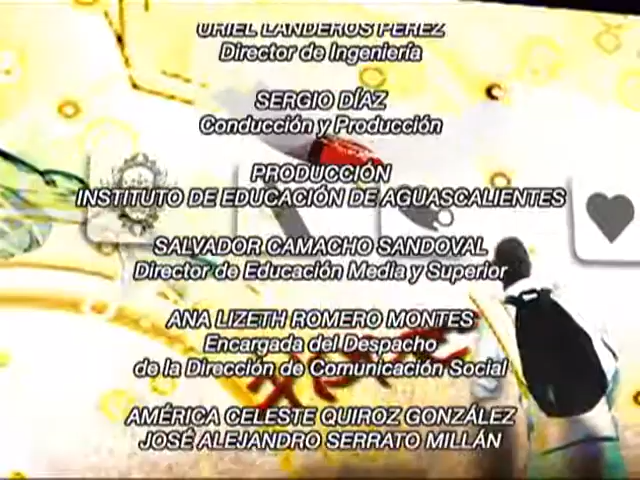 URIEL LANDEROS PÉREZ
Director de Ingeniería
SERGIO DÍAZ
Conducción y Producción
PRODUCCIÓN
INSTITUTO DE EDUCACIÓN DE AGUASCALIENTES
SALVADOR CAMACHO SANDOVAL
Director de Educación Media y Superior
ANA LIZETH ROMERO MONTES
Encargada del Despacho
de la Dirección de Comunicación Social
AMÉRICA CELESTE QUIROZ GONZÁLEZ
JOSÉ ALEJANDRO SERRATO MILLÁN